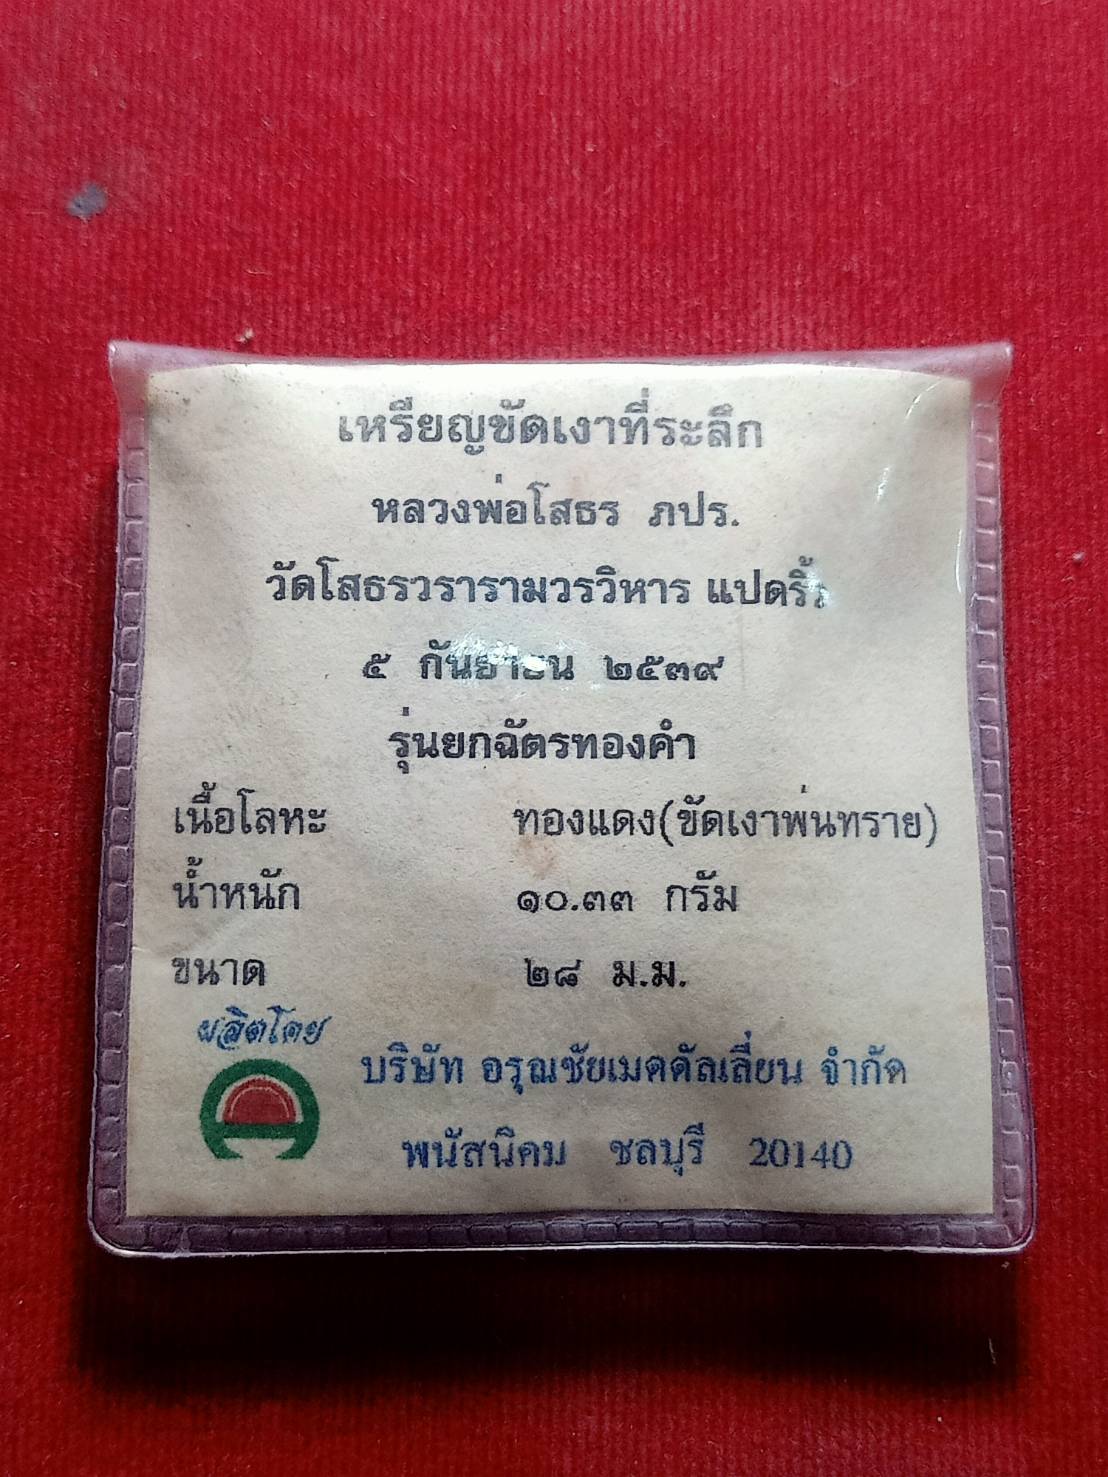 เหรียญขัดเงาที่ระลึก
หลวงพ่อโสธร ภปร.
วัดโสธรวรารามวรวิหาร แปดริ้ว
๕ กันยายน ๒๕๓๙
รุ่นยกฉัตรทองคำ
เนื้อโลหะ ทองแดง(ขัดเงาพ่นทราย)
น้ำหนัก ๑๐.๓๓ กรัม
ขนาด ๒๘ ม.ม.
ผลิตโดย
บริษัท อรุณชัยเมดดัลเลี่ยน จำกัด
พนัสนิคม ชลบุรี 20140